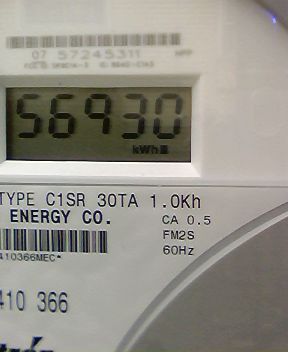 07 57245311
56930
kWh
TYPE C1SR 30TA 1.0Kh
ENERGY CO.
CA 0.5
FM2S
60Hz
410366MEC*
410 366